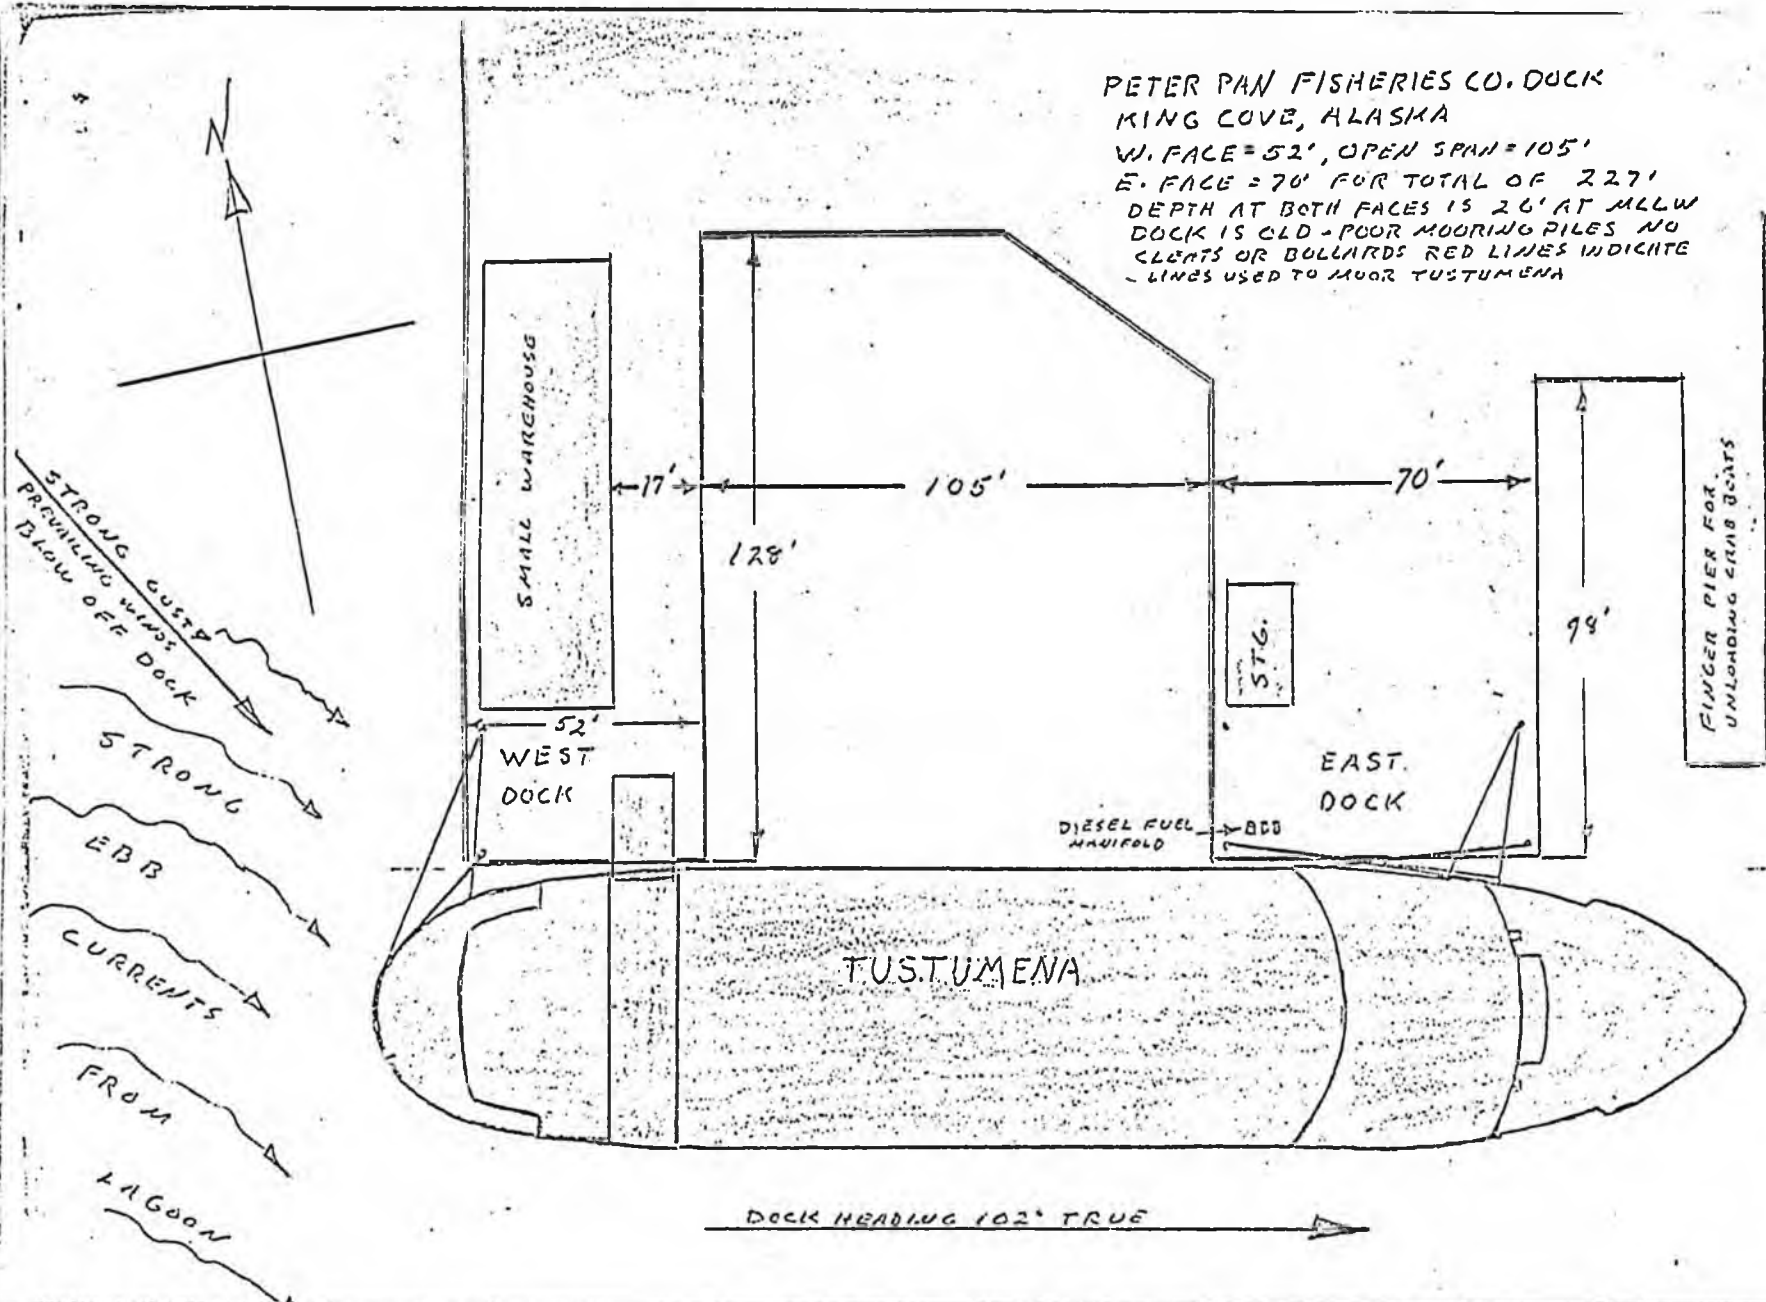 PETER PAN FISHERIES CO. DOCK
KING COVE, ALASKA
W. FACE = 52', OPEN SPAN = 105'
E. FACE = 70' FOR TOTAL OF 227'
DEPTH AT BOTH FACES IS 26' AT MLLW
DOCK IS OLD - POOR MOORING PILES NO
CLEATS OR BOLLARDS RED LINES INDICATE
- LINES USED TO MOOR TUSTUMENA
N
STRONG GUSTY
PREVAILING WINDS
BLOW OFF DOCK
STRONG
EBB
CURRENTS
FROM
LAGOON
SMALL WAREHOUSE
17'
105'
70'
128'
98'
STG.
FINGER PIER FOR
UNLOADING CRAB BOATS
52'
WEST
DOCK
EAST.
DOCK
DIESEL FUEL
MANIFOLD
TUSTUMENA
DOCK HEADING 102° TRUE